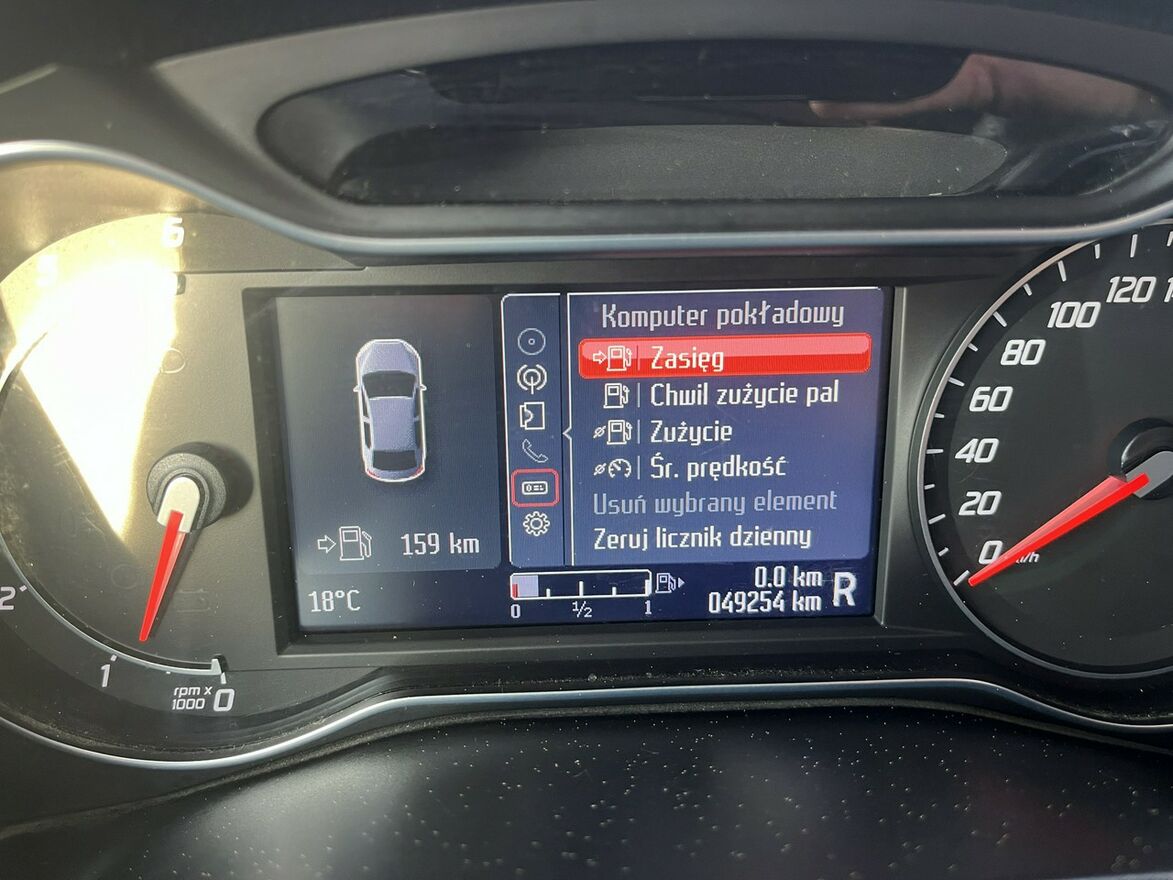 6
5
2
1
rpm x
1000 0
159 km
18°C
Komputer pokładowy
Zasięg
Chwil zużycie pal
Zużycie
Śr. prędkość
Usuń wybrany element
Zeruj licznik dzienny
0 1/2 1
0.0 km
049254 km
R
120
100
80
60
40
20
0